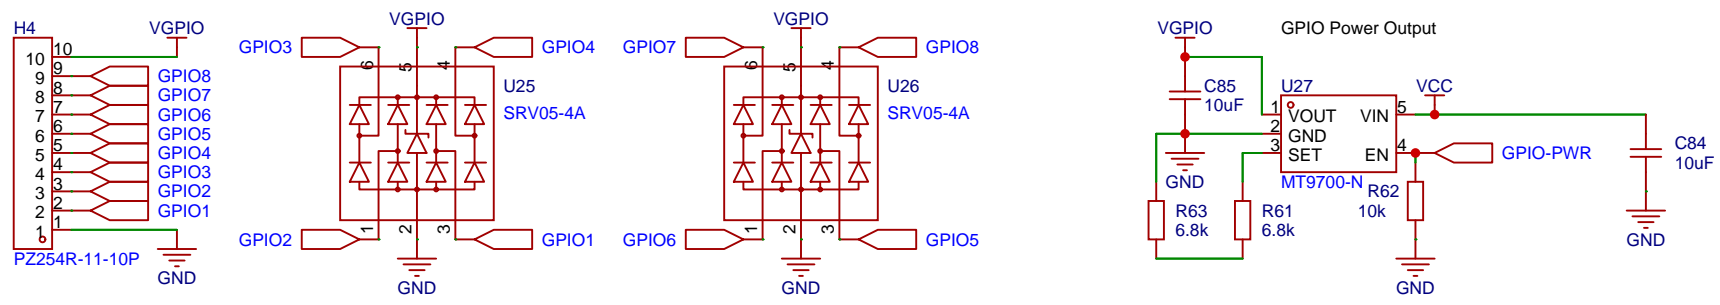 H4
VGPIO
10
10
9
9
GPIO8
8
8
GPIO7
7
7
GPIO6
6
6
GPIO5
5
5
GPIO4
4
4
GPIO3
3
3
GPIO2
2
2
GPIO1
1
1
PZ254R-11-10P
GND
VGPIO
GPIO3
GPIO4
6
5
4
U25
SRV05-4A
1
2
3
GPIO2
GPIO1
GND
VGPIO
GPIO7
GPIO8
6
5
4
U26
SRV05-4A
1
2
3
GPIO6
GPIO5
GND
VGPIO
GPIO Power Output
C85
10uF
U27
VCC
1
VOUT
VIN
5
2
GND
3
SET
EN
4
GPIO-PWR
MT9700-N
GND
R63
6.8k
R61
6.8k
R62
10k
GND
C84
10uF
GND